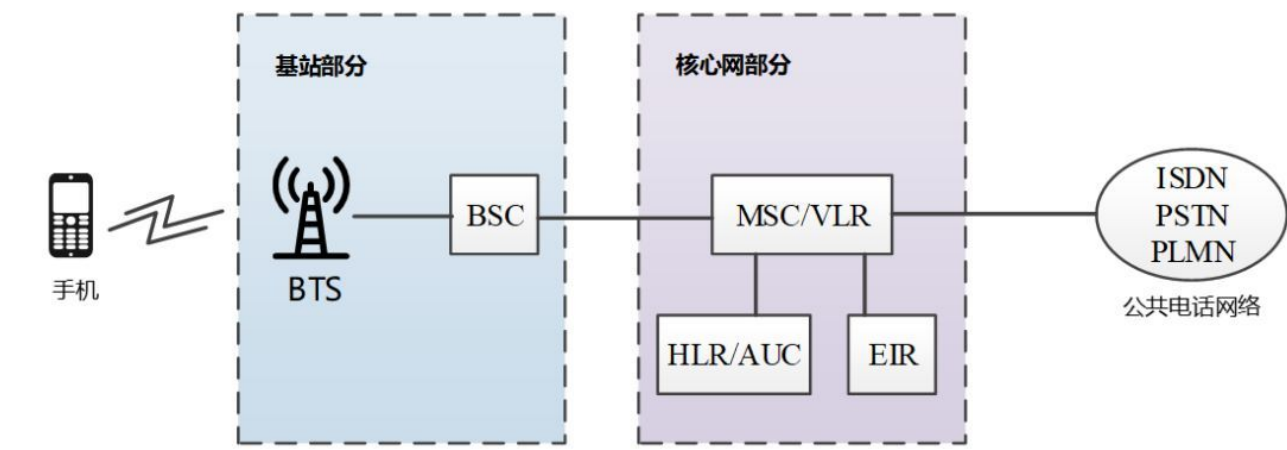 基站部分
核心网部分
手机
BTS
BSC
MSC/VLR
HLR/AUC
EIR
ISDN
PSTN
PLMN
公共电话网络